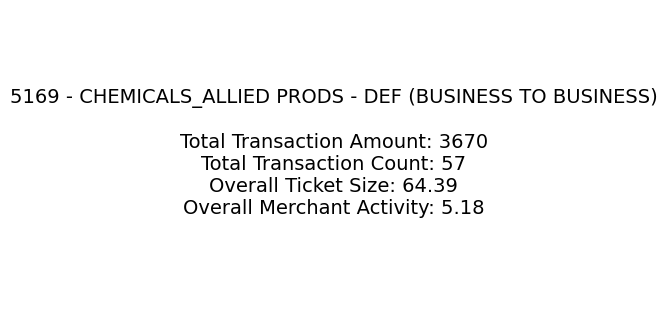 5169 - CHEMICALS_ALLIED PRODS - DEF (BUSINESS TO BUSINESS)
Total Transaction Amount: 3670
Total Transaction Count: 57
Overall Ticket Size: 64.39
Overall Merchant Activity: 5.18